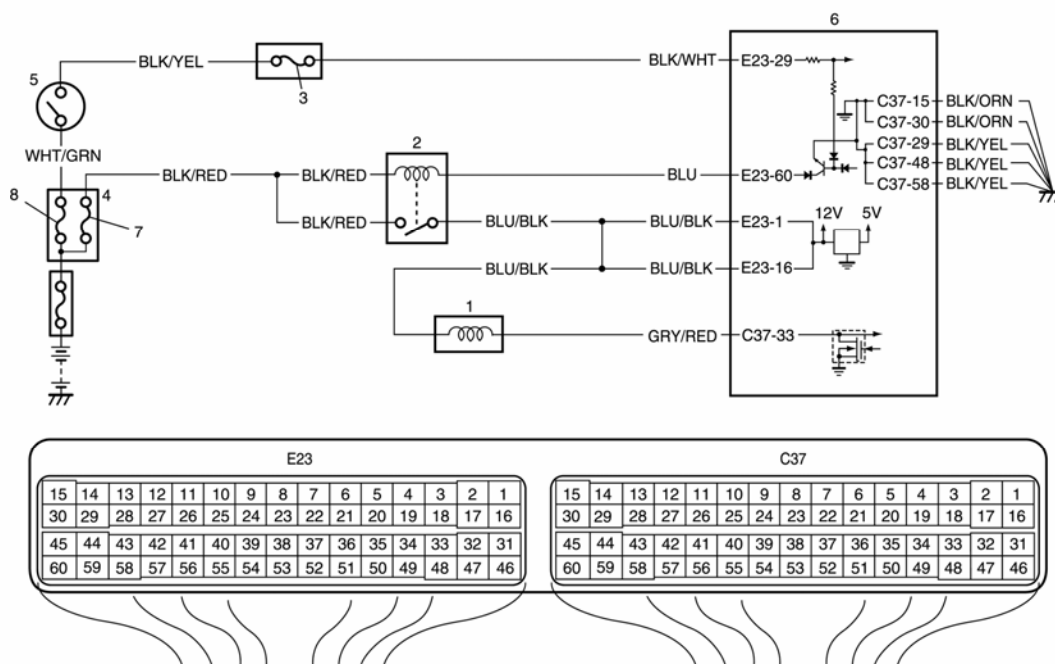 6
BLK/YEL
3
BLK/WHT
E23-29
5
C37-15
BLK/ORN
C37-30
BLK/ORN
WHT/GRN
2
C37-29
BLK/YEL
C37-48
BLK/YEL
8
4
BLK/RED
BLK/RED
BLU
E23-60
C37-58
BLK/YEL
7
BLK/RED
BLU/BLK
BLU/BLK
E23-1
12V
5V
BLU/BLK
BLU/BLK
E23-16
1
GRY/RED
C37-33
E23
C37
15 14 13 12 11 10 9 8 7 6 5 4 3 2 1
15 14 13 12 11 10 9 8 7 6 5 4 3 2 1
30 29 28 27 26 25 24 23 22 21 20 19 18 17 16
30 29 28 27 26 25 24 23 22 21 20 19 18 17 16
45 44 43 42 41 40 39 38 37 36 35 34 33 32 31
45 44 43 42 41 40 39 38 37 36 35 34 33 32 31
60 59 58 57 56 55 54 53 52 51 50 49 48 47 46
60 59 58 57 56 55 54 53 52 51 50 49 48 47 46